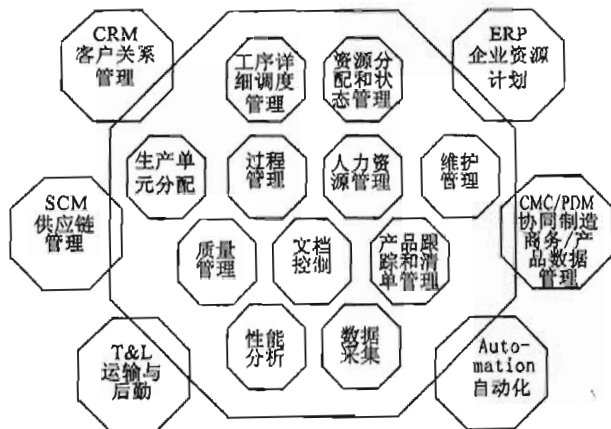 CRM
客户关系
管理
工序详
细调度
管理
资源分
配和状
态管理
ERP
企业资源
计划
生产单
元分配
过程
管理
人力资
源管理
维护
管理
SCM
供应链
管理
质量
管理
文档
控制
产品跟
踪和清
单管理
CMC/PDM
协同制造
商务/产
品数据
管理
T&L
运输与
后勤
性能
分析
数据
采集
Auto-
mation
自动化